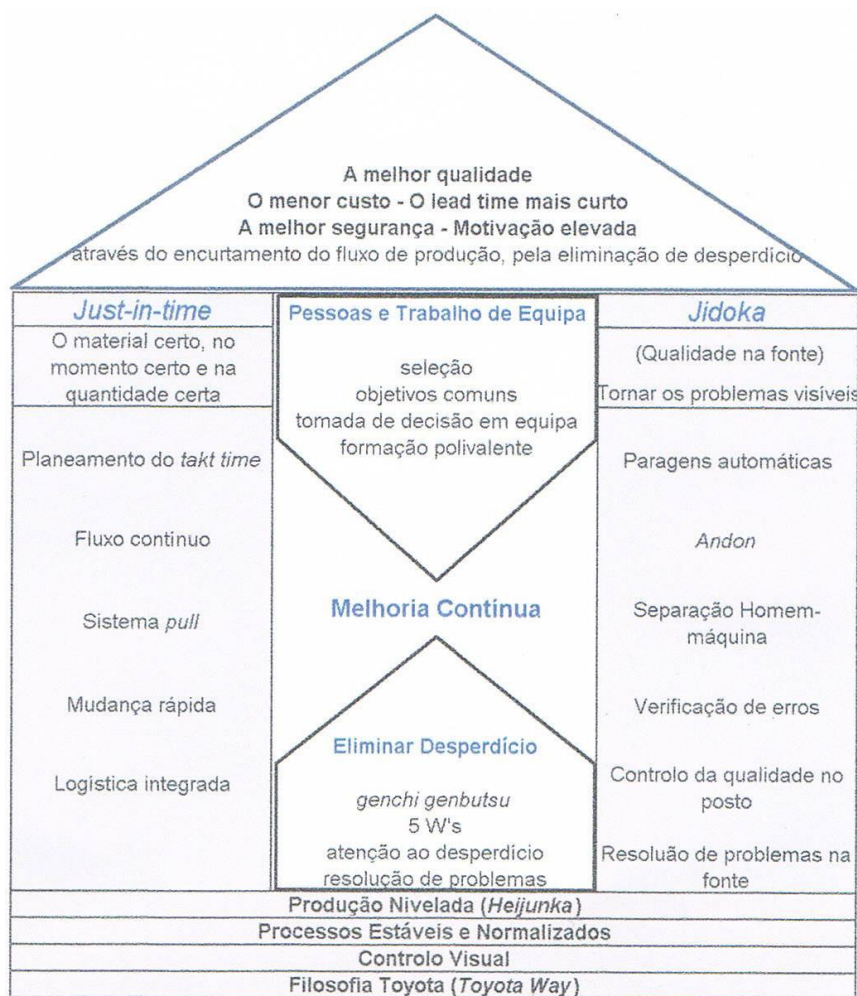 A melhor qualidade
O menor custo - O lead time mais curto
A melhor segurança - Motivação elevada
através do encurtamento do fluxo de produção, pela eliminação de desperdício
Just-in-time
O material certo, no
momento certo e na
quantidade certa
Planeamento do takt time
Fluxo continuo
Sistema pull
Mudança rápida
Logística integrada
Pessoas e Trabalho de Equipa
seleção
objetivos comuns
tomada de decisão em equipa
formação polivalente
Melhoria Contínua
Eliminar Desperdício
genchi genbutsu
5 W's
atenção ao desperdício
resolução de problemas
Jidoka
(Qualidade na fonte)
Tornar os problemas visíveis
Paragens automáticas
Andon
Separação Homem-
máquina
Verificação de erros
Controlo da qualidade no
posto
Resoluão de problemas na
fonte
Produção Nivelada (Heijunka)
Processos Estáveis e Normalizados
Controlo Visual
Filosofia Toyota (Toyota Way)